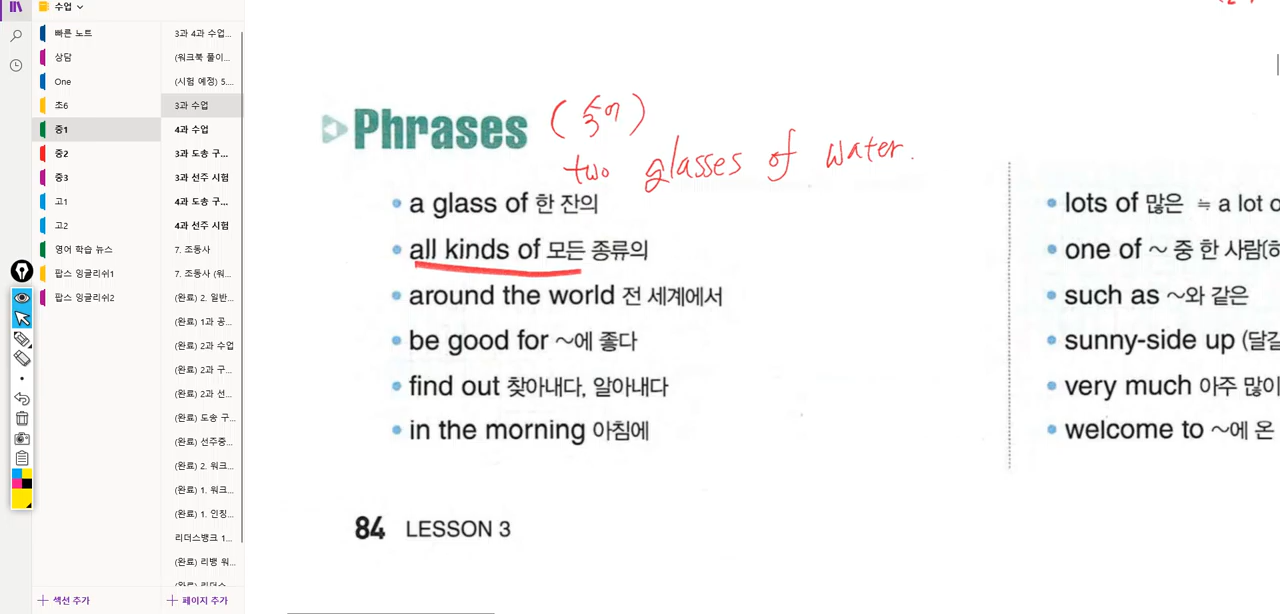 수업
빠른 노트
상담
One
초6
중1
중2
중3
고1
고2
영어 학습 뉴스
팝스 잉글리쉬1
팝스 잉글리쉬2
섹션 추가
3과 4과 수업...
(워크북 풀이...
(시험 예정) 5....
3과 수업
4과 수업
3과 도송 구...
3과 선주 시험
4과 도송 구...
4과 선주 시험
7. 조동사
7. 조동사 (워...
(완료) 2. 일반...
(완료) 1과 공...
(완료) 2과 수업
(완료) 2과 구...
(완료) 2과 선...
(완료) 도송 구...
(완료) 선주중...
(완료) 2. 워크...
(완료) 1. 워크...
(완료) 1. 인칭...
리더스뱅크 1...
(완료) 리뱅 워...
(완료) 리더스...
페이지 추가
Phrases (숙어)
two glasses of water.
a glass of 한 잔의
all kinds of 모든 종류의
around the world 전 세계에서
be good for ～에 좋다
find out 찾아내다, 알아내다
in the morning 아침에
lots of 많은 ≒ a lot o
one of ～ 중 한 사람(하
such as ～와 같은
sunny-side up (달걀
very much 아주 많이
welcome to ～에 온
84 LESSON 3